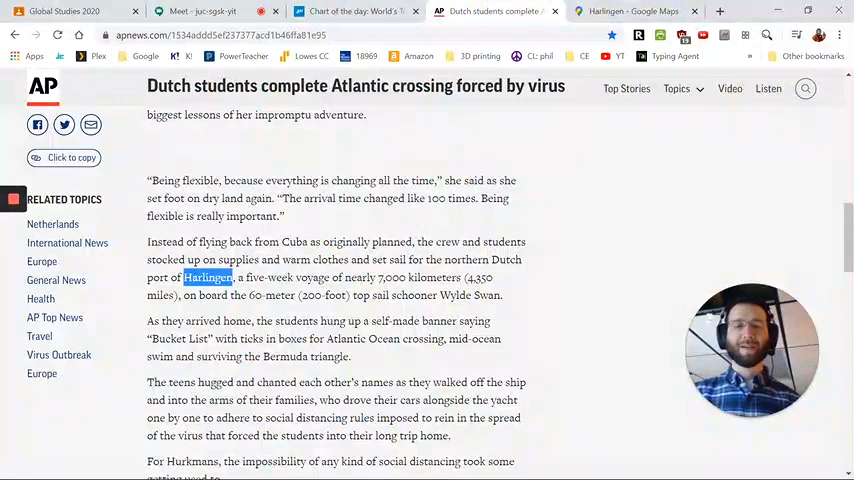 Global Studies 2020
Meet - juc-sgsk-yit
Chart of the day: World's T
Dutch students complete A
Harlingen - Google Maps
apnews.com/1534addd5ef237377acd1b46ffa81e95
Apps
Plex
Google
K!
PowerTeacher
Lowes CC
18969
Amazon
3D printing
CL: phil
YT
Typing Agent
Other bookmarks
AP
Dutch students complete Atlantic crossing forced by virus
Top Stories
Topics
Video
Listen
Click to copy
RELATED TOPICS
Netherlands
International News
Europe
General News
Health
AP Top News
Travel
Virus Outbreak
Europe
biggest lessons of her impromptu adventure.
“Being flexible, because everything is changing all the time,” she said as she
set foot on dry land again. “The arrival time changed like 100 times. Being
flexible is really important.”
Instead of flying back from Cuba as originally planned, the crew and students
stocked up on supplies and warm clothes and set sail for the northern Dutch
port of Harlingen, a five-week voyage of nearly 7,000 kilometers (4,350
miles), on board the 60-meter (200-foot) top sail schooner Wylde Swan.
As they arrived home, the students hung up a self-made banner saying
“Bucket List” with ticks in boxes for Atlantic Ocean crossing, mid-ocean
swim and surviving the Bermuda triangle.
The teens hugged and chanted each other’s names as they walked off the ship
and into the arms of their families, who drove their cars alongside the yacht
one by one to adhere to social distancing rules imposed to rein in the spread
of the virus that forced the students into their long trip home.
For Hurkmans, the impossibility of any kind of social distancing took some
getting used to.